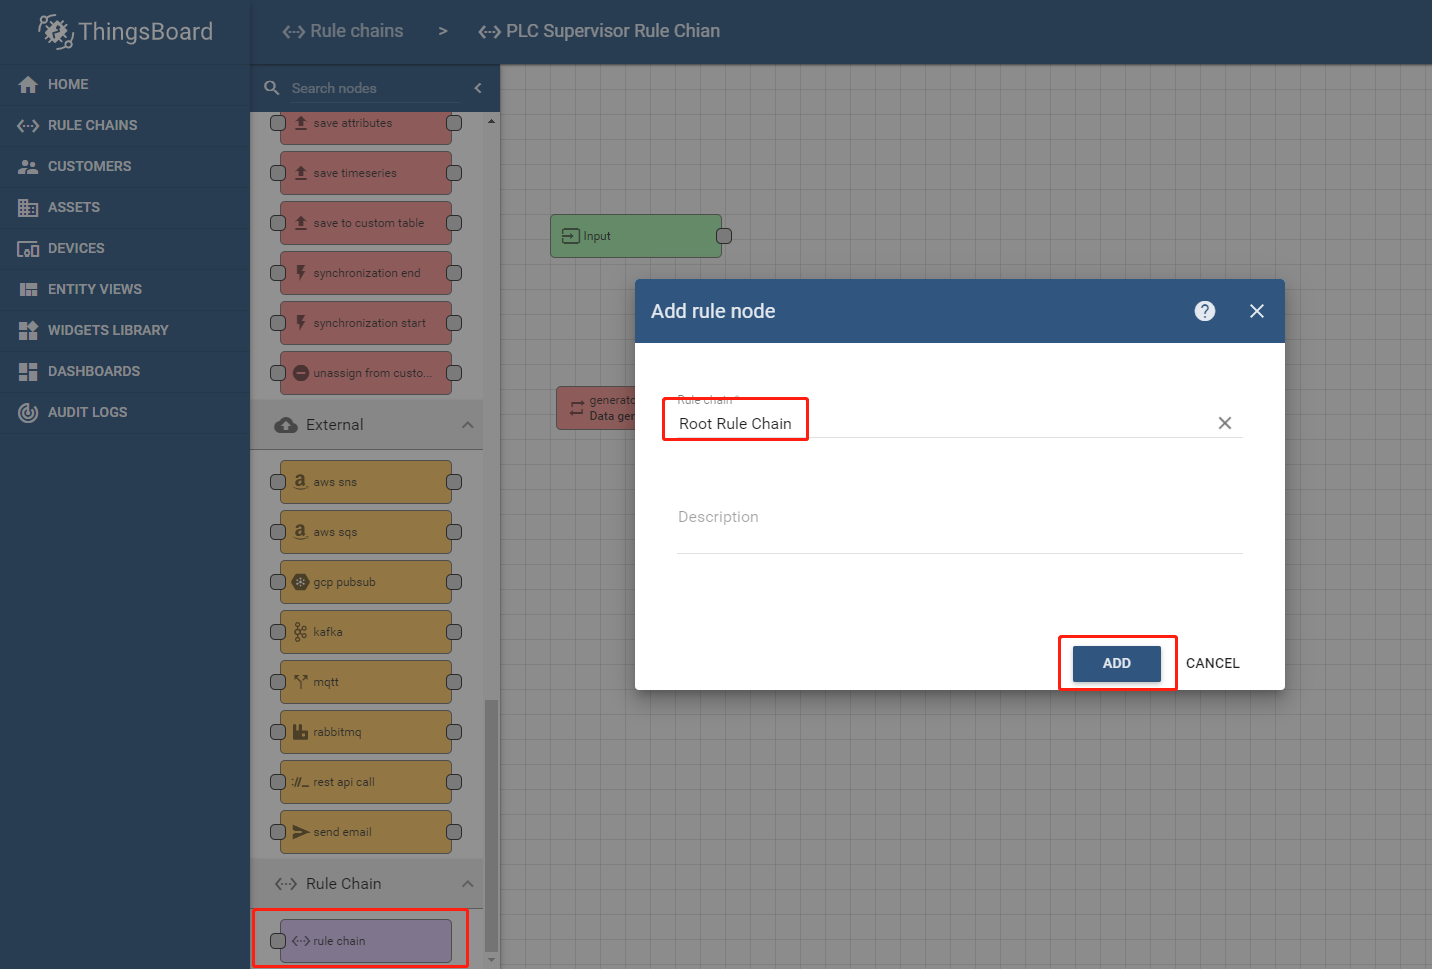 ThingsBoard
Rule chains > PLC Supervisor Rule Chian
HOME
RULE CHAINS
CUSTOMERS
ASSETS
DEVICES
ENTITY VIEWS
WIDGETS LIBRARY
DASHBOARDS
AUDIT LOGS
Search nodes
save attributes
save timeseries
save to custom table
synchronization end
synchronization start
unassign from custo...
External
aws sns
aws sqs
gcp pubsub
kafka
mqtt
rabbitmq
rest api call
send email
Rule Chain
rule chain
Input
Data ger
Add rule node
Rule chain *
Root Rule Chain
Description
ADD CANCEL